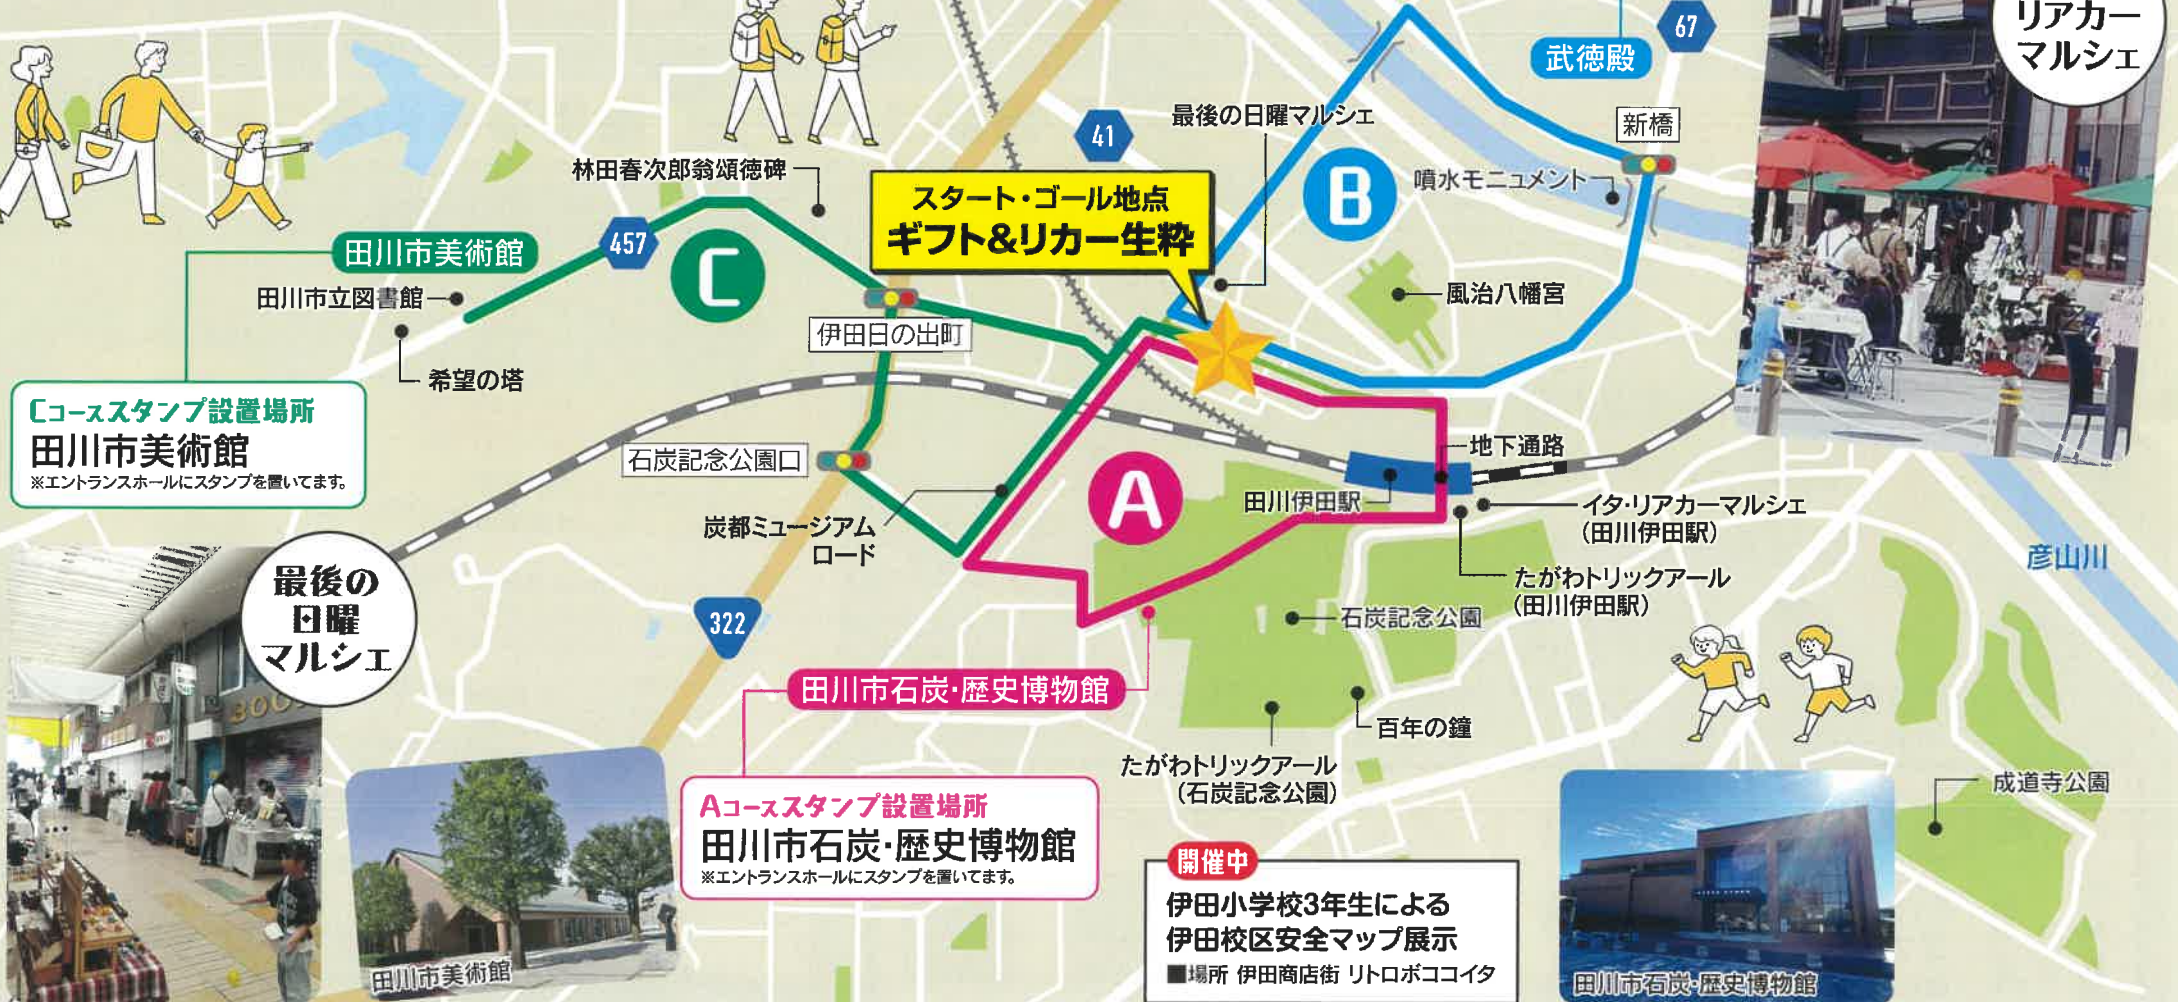 リアカー
マルシェ
67
武徳殿
新橋
41
最後の日曜マルシェ
B
噴水モニュメント
林田春次郎翁頌徳碑
スタート・ゴール地点
ギフト&リカー生粋
457
C
田川市美術館
田川市立図書館
希望の塔
伊田日の出町
風治八幡宮
Cコーススタンプ設置場所
田川市美術館
※エントランスホールにスタンプを置いてます。
石炭記念公園口
炭都ミュージアム
ロード
A
地下通路
田川伊田駅
イタ・リアカーマルシェ
(田川伊田駅)
たがわトリックアール
(田川伊田駅)
彦山川
最後の
日曜
マルシェ
322
石炭記念公園
田川市石炭・歴史博物館
百年の鐘
たがわトリックアール
(石炭記念公園)
成道寺公園
Aコーススタンプ設置場所
田川市石炭・歴史博物館
※エントランスホールにスタンプを置いてます。
開催中
伊田小学校3年生による
伊田校区安全マップ展示
■場所 伊田商店街 リトロボココイタ
田川市美術館
田川市石炭・歴史博物館